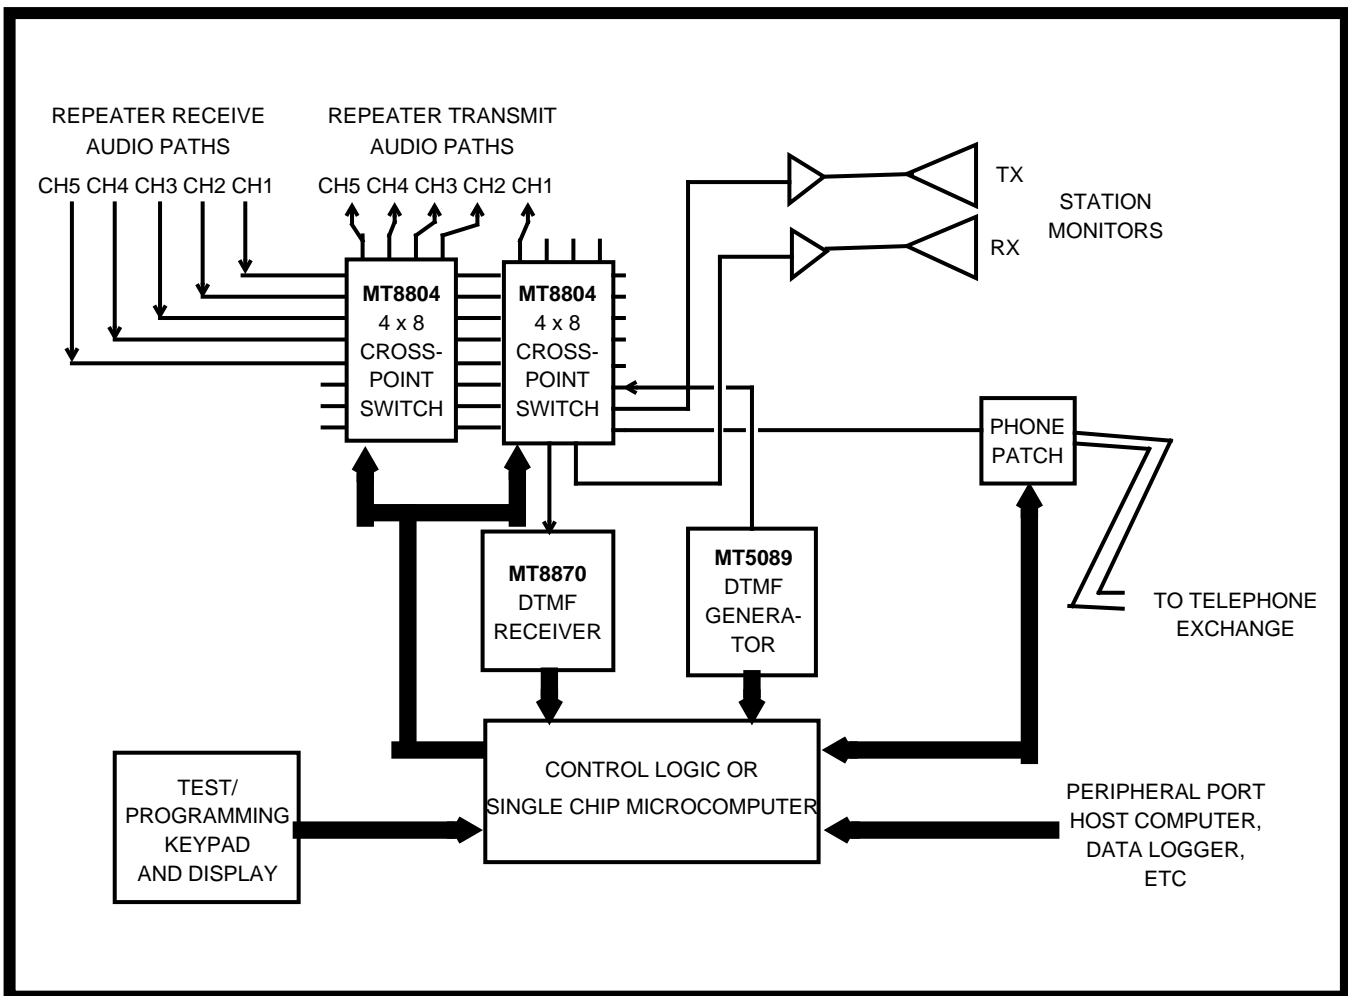 REPEATER RECEIVE
AUDIO PATHS
CH5 CH4 CH3 CH2 CH1
REPEATER TRANSMIT
AUDIO PATHS
CH5 CH4 CH3 CH2 CH1
TX
RX
STATION
MONITORS
MT8804
4 x 8
CROSS-
POINT
SWITCH
MT8804
4 x 8
CROSS-
POINT
SWITCH
PHONE
PATCH
MT8870
DTMF
RECEIVER
MT5089
DTMF
GENERA-
TOR
TO TELEPHONE
EXCHANGE
TEST/
PROGRAMMING
KEYPAD
AND DISPLAY
CONTROL LOGIC OR
SINGLE CHIP MICROCOMPUTER
PERIPHERAL PORT
HOST COMPUTER,
DATA LOGGER,
ETC